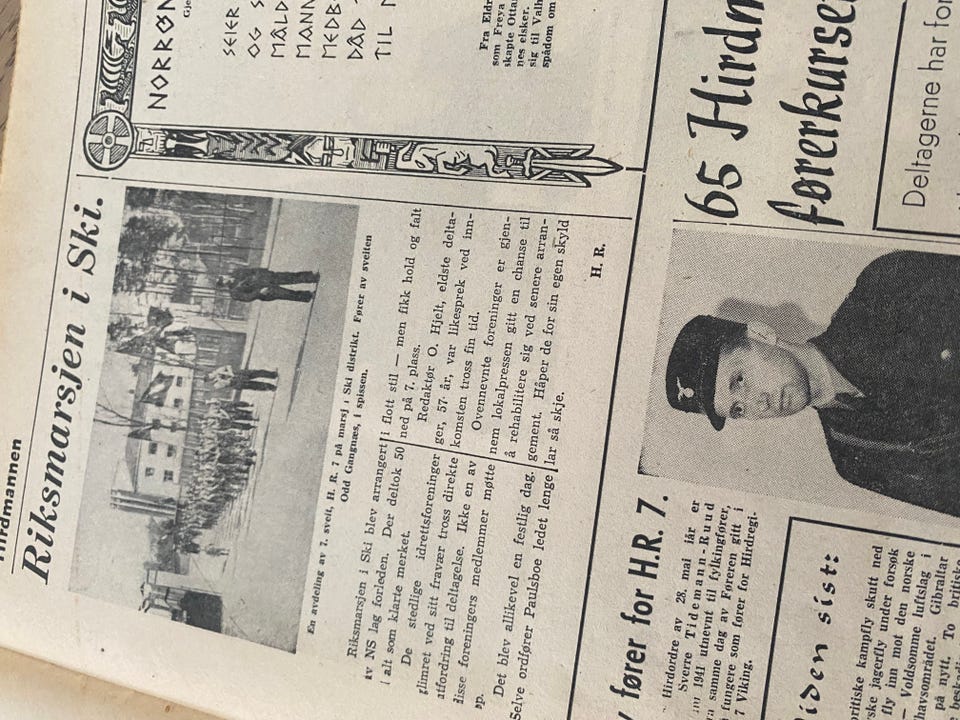 Hirdmannen
Riksmarsjen i Ski.
En avdeling av 7. sveit, H. R. 7 på marsj i Ski distrikt. Fører av sveiten
Odd Gangnæs, i spissen.
Riksmarsjen i Ski blev arrangert
av NS lag forleden. Der deltok 50
i alt som klarte merket.
De stedlige idrettsforeninger
glimret ved sitt fravær tross direkte
utfordring til deltagelse. Ikke en av
disse foreningers medlemmer møtte
op.
Det blev allikevel en festlig dag.
Selve ordfører Paulsboe ledet lenge
i flott stil — men fikk hold og falt
ned på 7. plass.
Redaktør O. Hjelt, eldste delta-
ger, 57 år, var likesprek ved inn-
komsten tross fin tid.
Ovennevnte foreninger er gjen-
nem lokalpressen gitt en chanse til
å rehabilitere sig ved senere arran-
gement. Håper de for sin egen skyld
lar så skje.
H. R.
NORRØN
Gje
SEIER
OG S
MÅLD
MANN
MEDB
DÅD
TIL
Fra Eldr
som Freya
skapte Ottar
nes elsker.
sig til Valh
spådom om
y fører for H.R. 7.
Hirdordre av 28. mai iår er
Sverre Tidemann-Ruud
1941 utnevnt til fylkingfører,
samme dag av Føreren gitt i
fungere som fører for Hirdregi.
7 Viking.
iden sist:
ritiske kampfly skutt ned
ske jagerfly under forsøk
fly inn mot den norske
— Voldsomme luftslag i
havsområdet. Gibraltar
på nytt. To britiske
65 Hirdm
førerkurse
Deltagerne har for